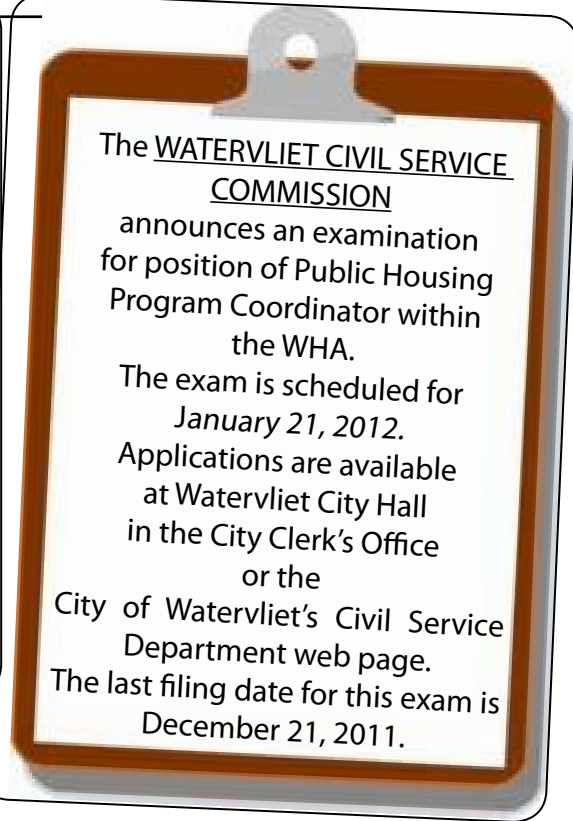 The WATERVLIET CIVIL SERVICE
COMMISSION
announces an examination
for position of Public Housing
Program Coordinator within
the WHA.
The exam is scheduled for
January 21, 2012.
Applications are available
at Watervliet City Hall
in the City Clerk's Office
or the
City of Watervliet's Civil Service
Department web page.
The last filing date for this exam is
December 21, 2011.